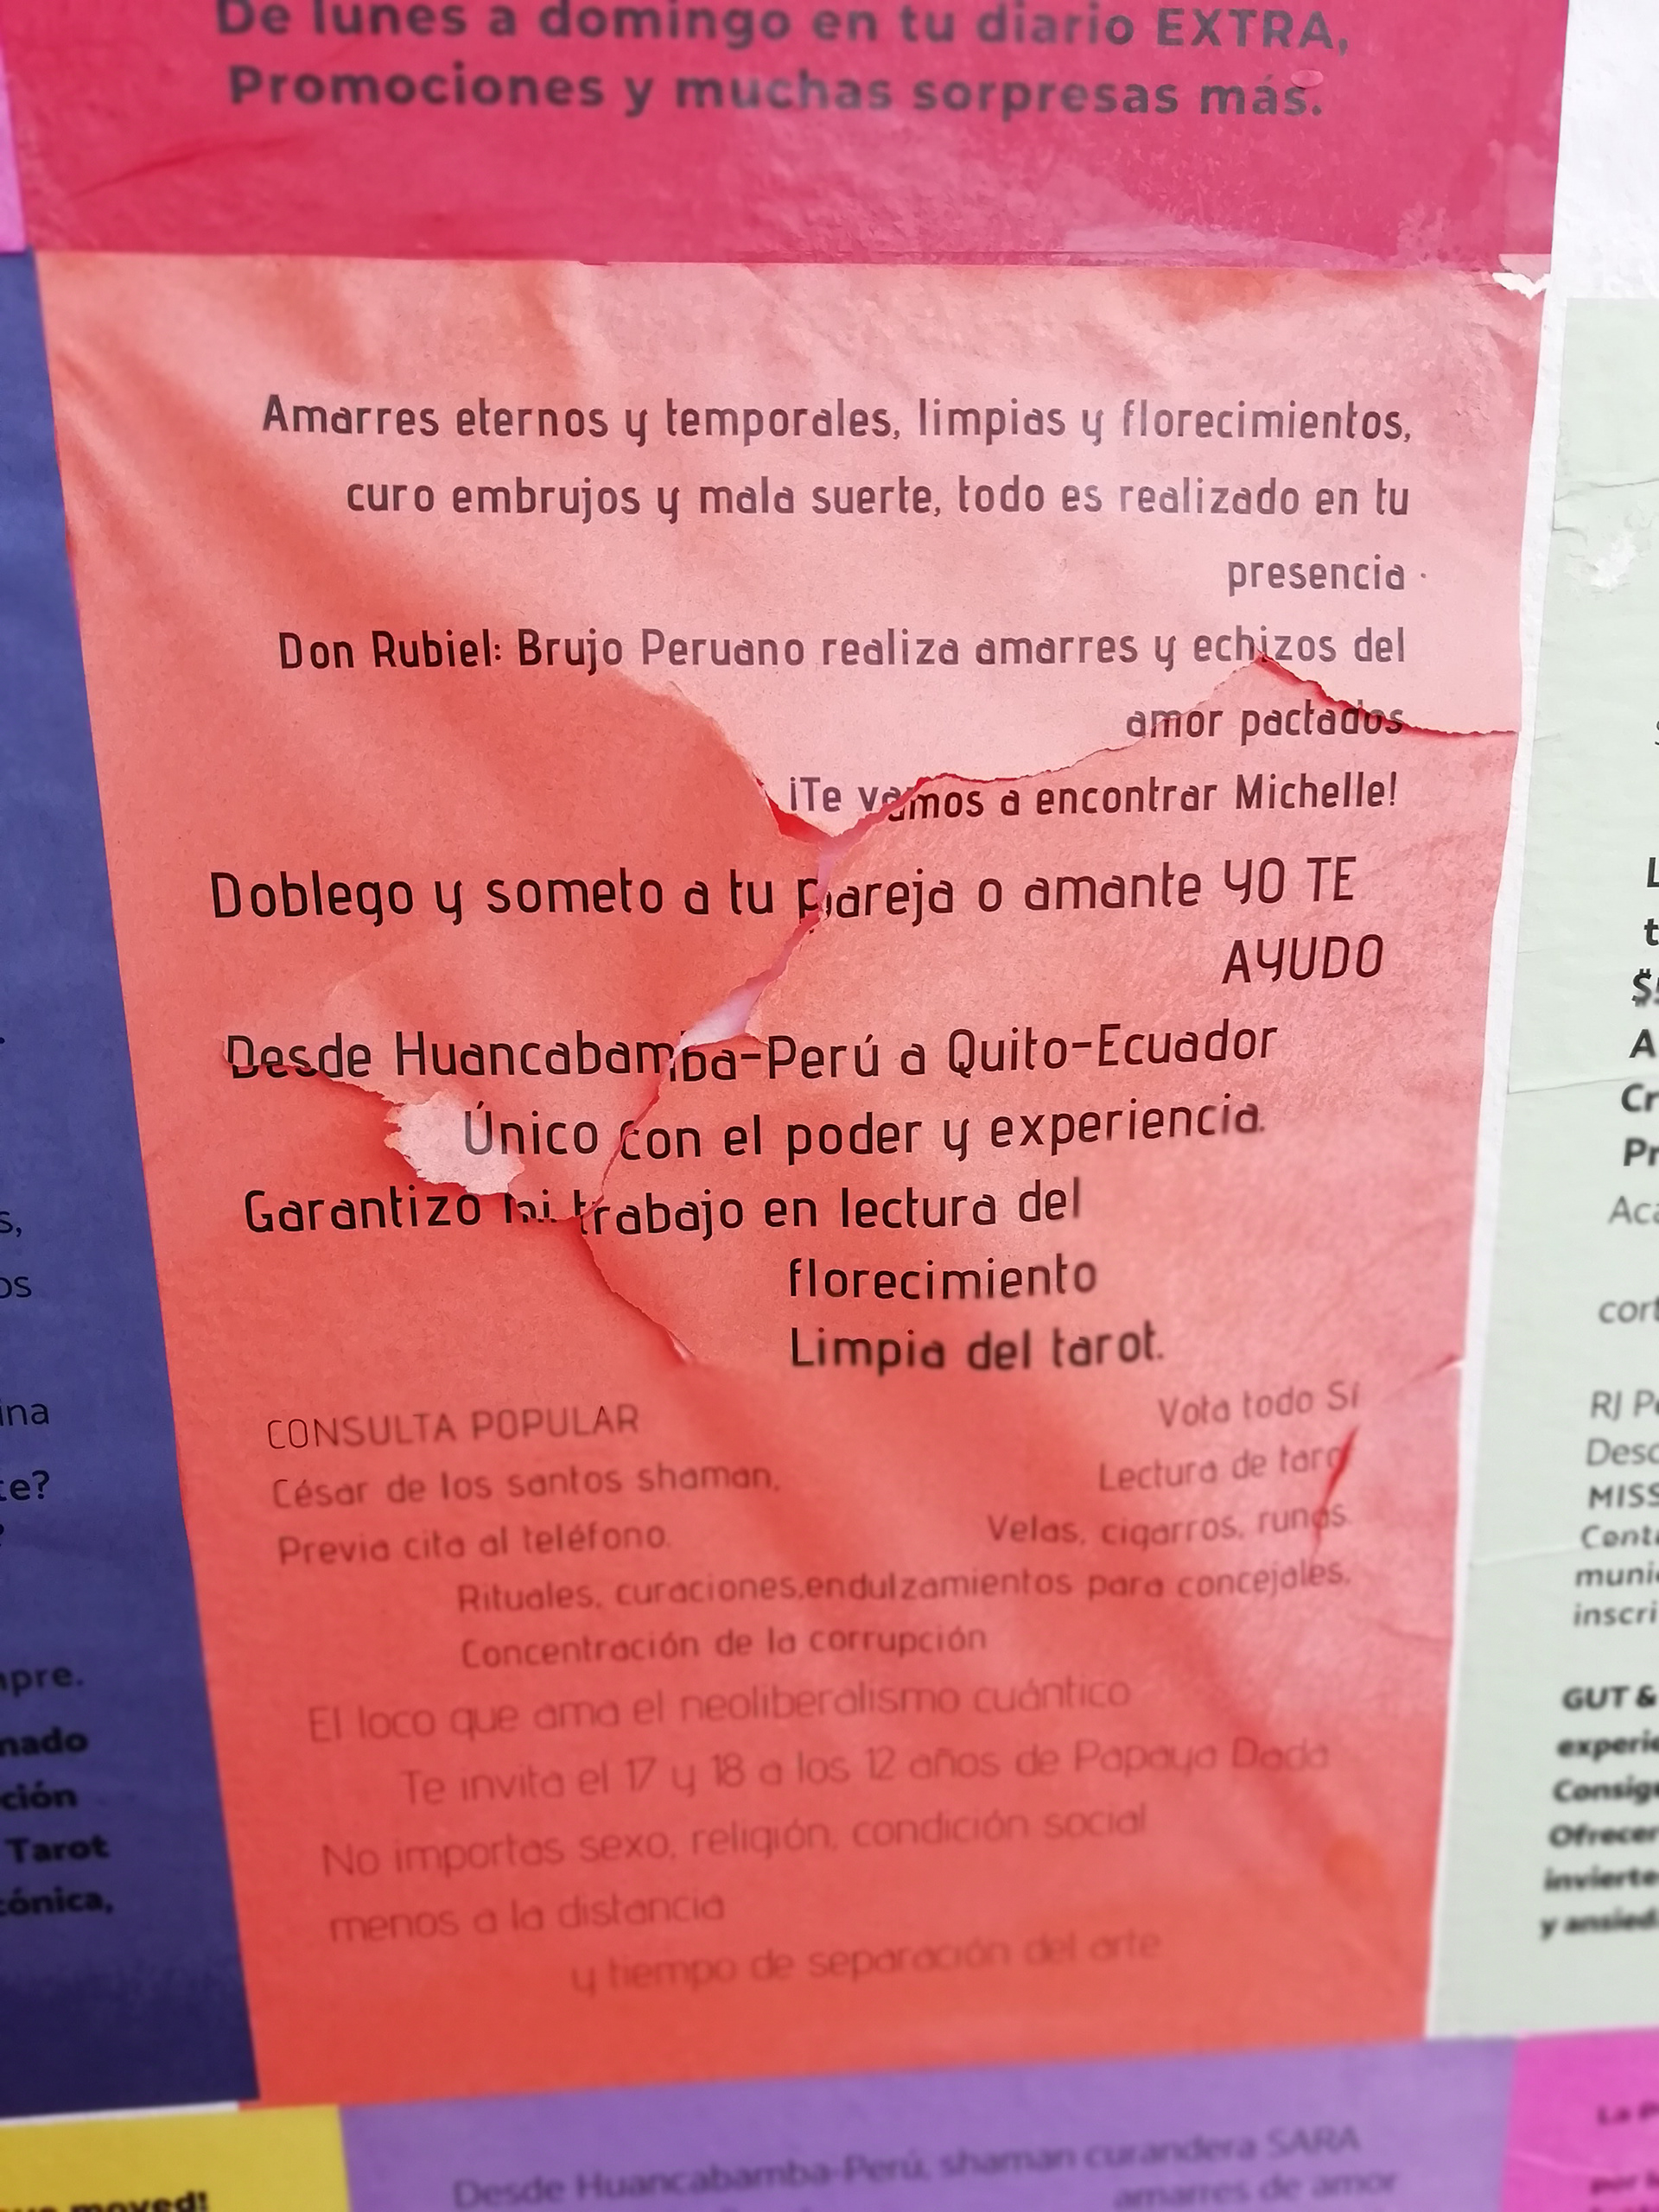 De lunes a domingo en tu diario EXTRA,
Promociones y muchas sorpresas más.
Amarres eternos y temporales, limpias y florecimientos,
curo embrujos y mala suerte, todo es realizado en tu
presencia ·
Don Rubiel: Brujo Peruano realiza amarres y echizos del
amor pactados
¡Te vamos a encontrar Michelle!
Doblego y someto a tu pareja o amante YO TE
AYUDO
Desde Huancabamba-Perú a Quito-Ecuador
Único con el poder y experiencia.
Garantizo mi trabajo en lectura del
florecimiento
Limpia del tarot.
CONSULTA POPULAR
Vota todo Sí
César de los santos shaman,
Lectura de tarot
Previa cita al teléfono.
Velas, cigarros, runas.
Rituales, curaciones,endulzamientos para concejales,
Concentración de la corrupción
El loco que ama el neoliberalismo cuántico
Te invita el 17 y 18 a los 12 años de Papaya Dada
No importas sexo, religión, condición social
menos a la distancia
y tiempo de separación del arte
Desde Huancabamba-Perú, shaman curandera SARA
amarres de amor
moved!
Tarot
GUT &